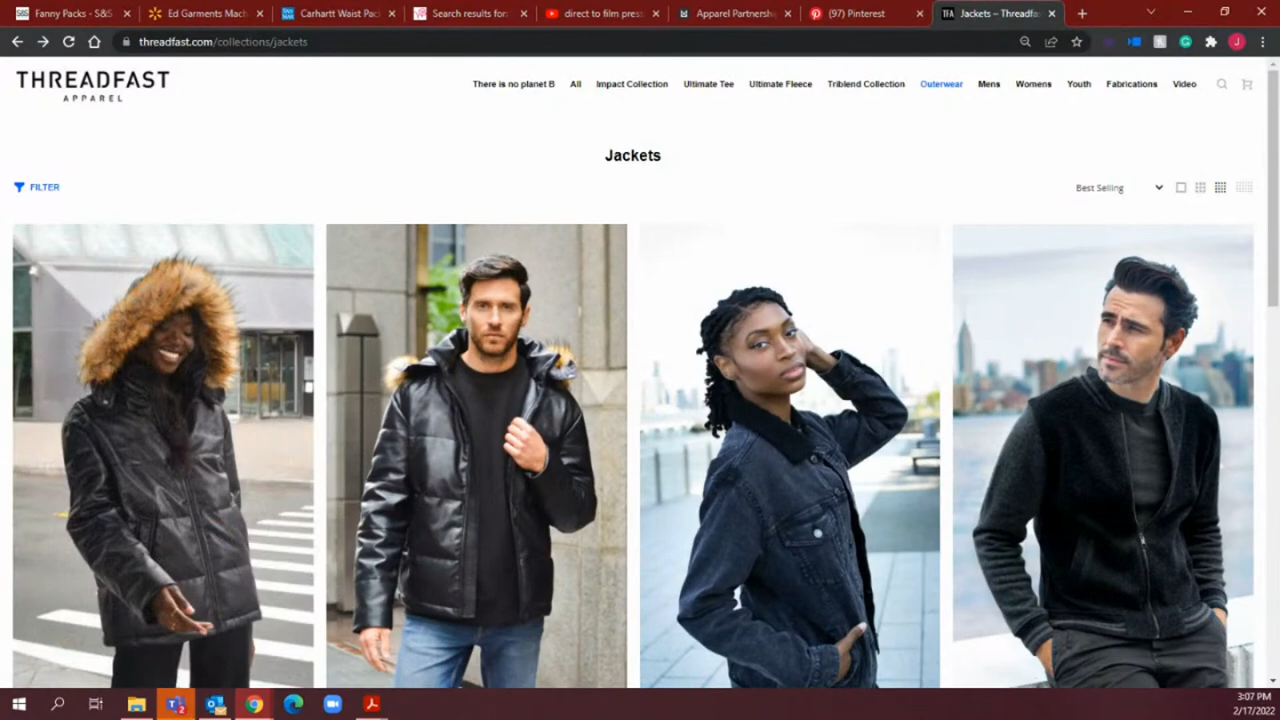 Fanny Packs - S&S
Ed Garments Mac
Carhartt Waist Pac
Search results for:
direct to film press
Apparel Partnersh
(97) Pinterest
Jackets – Threadfa
threadfast.com/collections/jackets
THREADFAST
APPAREL
There is no planet B
All
Impact Collection
Ultimate Tee
Ultimate Fleece
Triblend Collection
Outerwear
Mens
Womens
Youth
Fabrications
Video
Jackets
FILTER
Best Selling
3:07 PM
2/17/2022